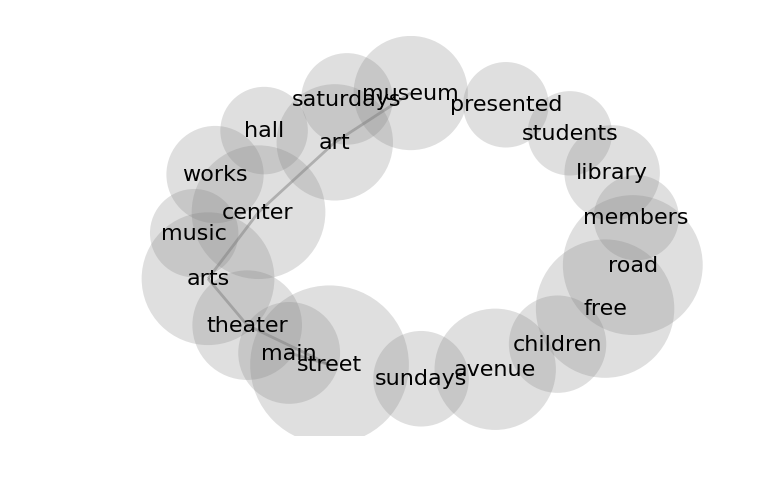 museum
saturdays
presented
hall
students
art
library
works
center
members
music
road
arts
free
theater
children
main
street
avenue
sundays